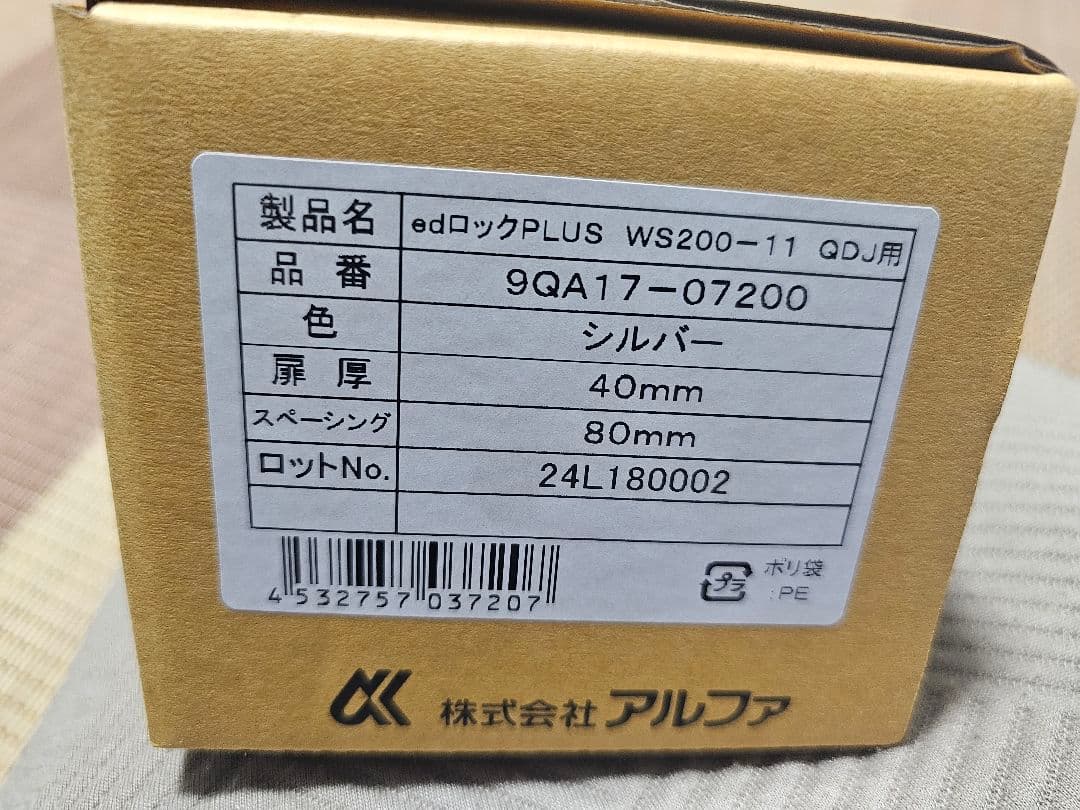 製品名 edロックPLUS WS200-11 QDJ用
品番 9QA17-07200
色 シルバー
扉厚 40mm
スペーシング 80mm
ロットNo. 24L180002
4532757037207
プラ ポリ袋
:PE
株式会社アルファ